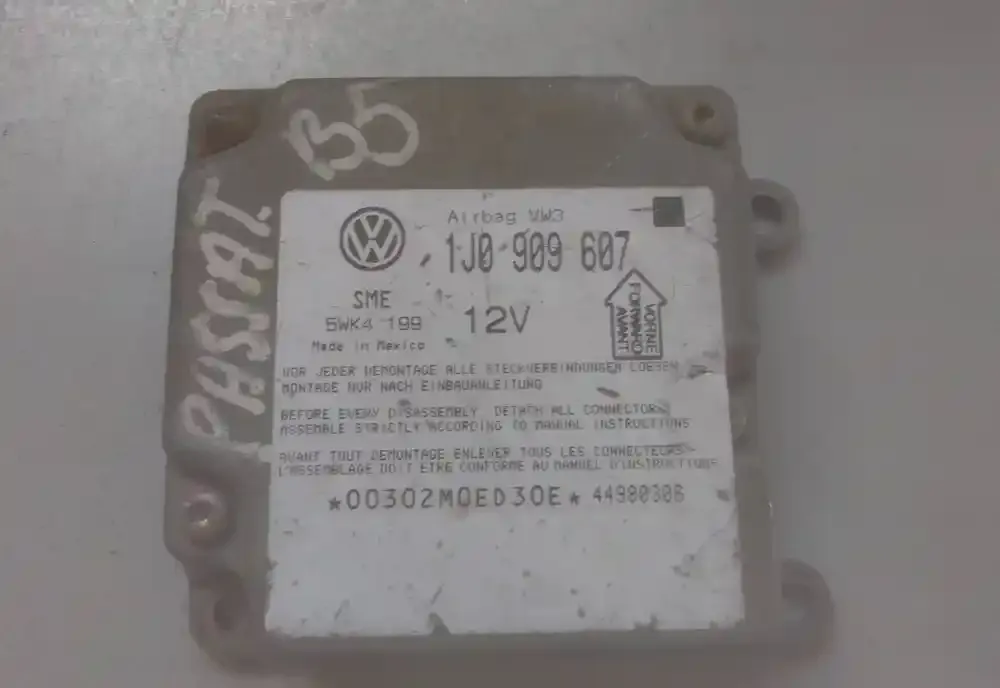 B5
PASSAT
Airbag VW3
1J0 909 607
SME
5WK4 199
12V
VORNE
FORWARD
AVANT
Made in Mexico
VOR JEDER DEMONTAGE ALLE STECKVERBINDUNGEN LOESEN
MONTAGE NUR NACH EINBAUANLEITUNG
BEFORE EVERY DISASSEMBLY, DETACH ALL CONNECTORS
ASSEMBLE STRICTLY ACCORDING TO MANUAL INSTRUCTIONS
AVANT TOUT DEMONTAGE ENLEVER TOUS LES CONNECTEURS
L'ASSEMBLAGE DOIT ETRE CONFORME AU MANUEL D'INSTRUCTIONS
*00302M0ED30E* 44980306